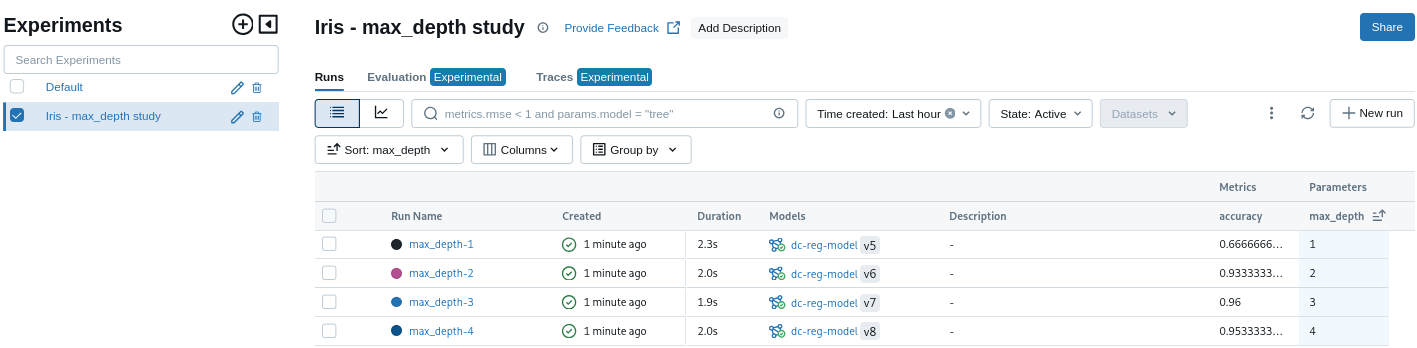 Experiments
Search Experiments
Default
Iris - max_depth study
Iris - max_depth study Provide Feedback Add Description Share
Runs Evaluation Experimental Traces Experimental
metrics.rmse < 1 and params.model = "tree" Time created: Last hour State: Active Datasets New run
Sort: max_depth Columns Group by
Metrics Parameters
Run Name Created Duration Models Description accuracy max_depth
max_depth-1 1 minute ago 2.3s dc-reg-model v5 - 0.6666666... 1
max_depth-2 1 minute ago 2.0s dc-reg-model v6 - 0.9333333... 2
max_depth-3 1 minute ago 1.9s dc-reg-model v7 - 0.96 3
max_depth-4 1 minute ago 2.0s dc-reg-model v8 - 0.9533333... 4